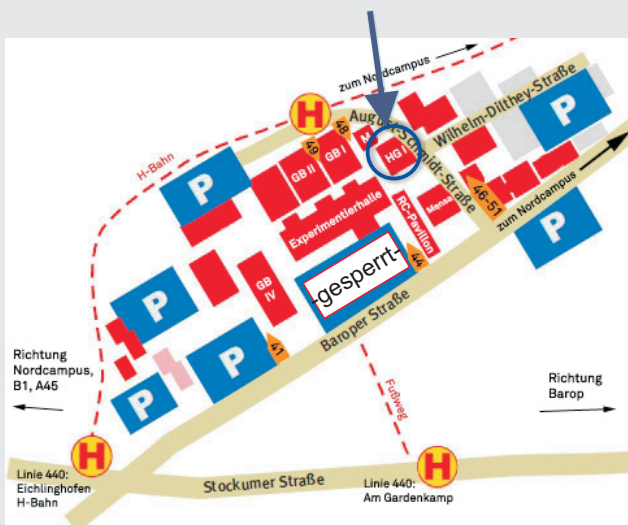 zum Nordcampus
H
August-Schmidt-Straße
Wilhelm-Dilthey-Straße
P
48
49
M
HG I
GB I
GB II
H-Bahn
P
46-51
zum Nordcampus
Mensa
RC-Pavillon
Experimentierhalle
P
44
-gesperrt-
GB
IV
Baroper Straße
P
41
P
P
Fußweg
Richtung
Nordcampus,
B1, A45
Richtung
Barop
H
Linie 440:
Eichlinghofen
H-Bahn
Stockumer Straße
H
Linie 440:
Am Gardenkamp